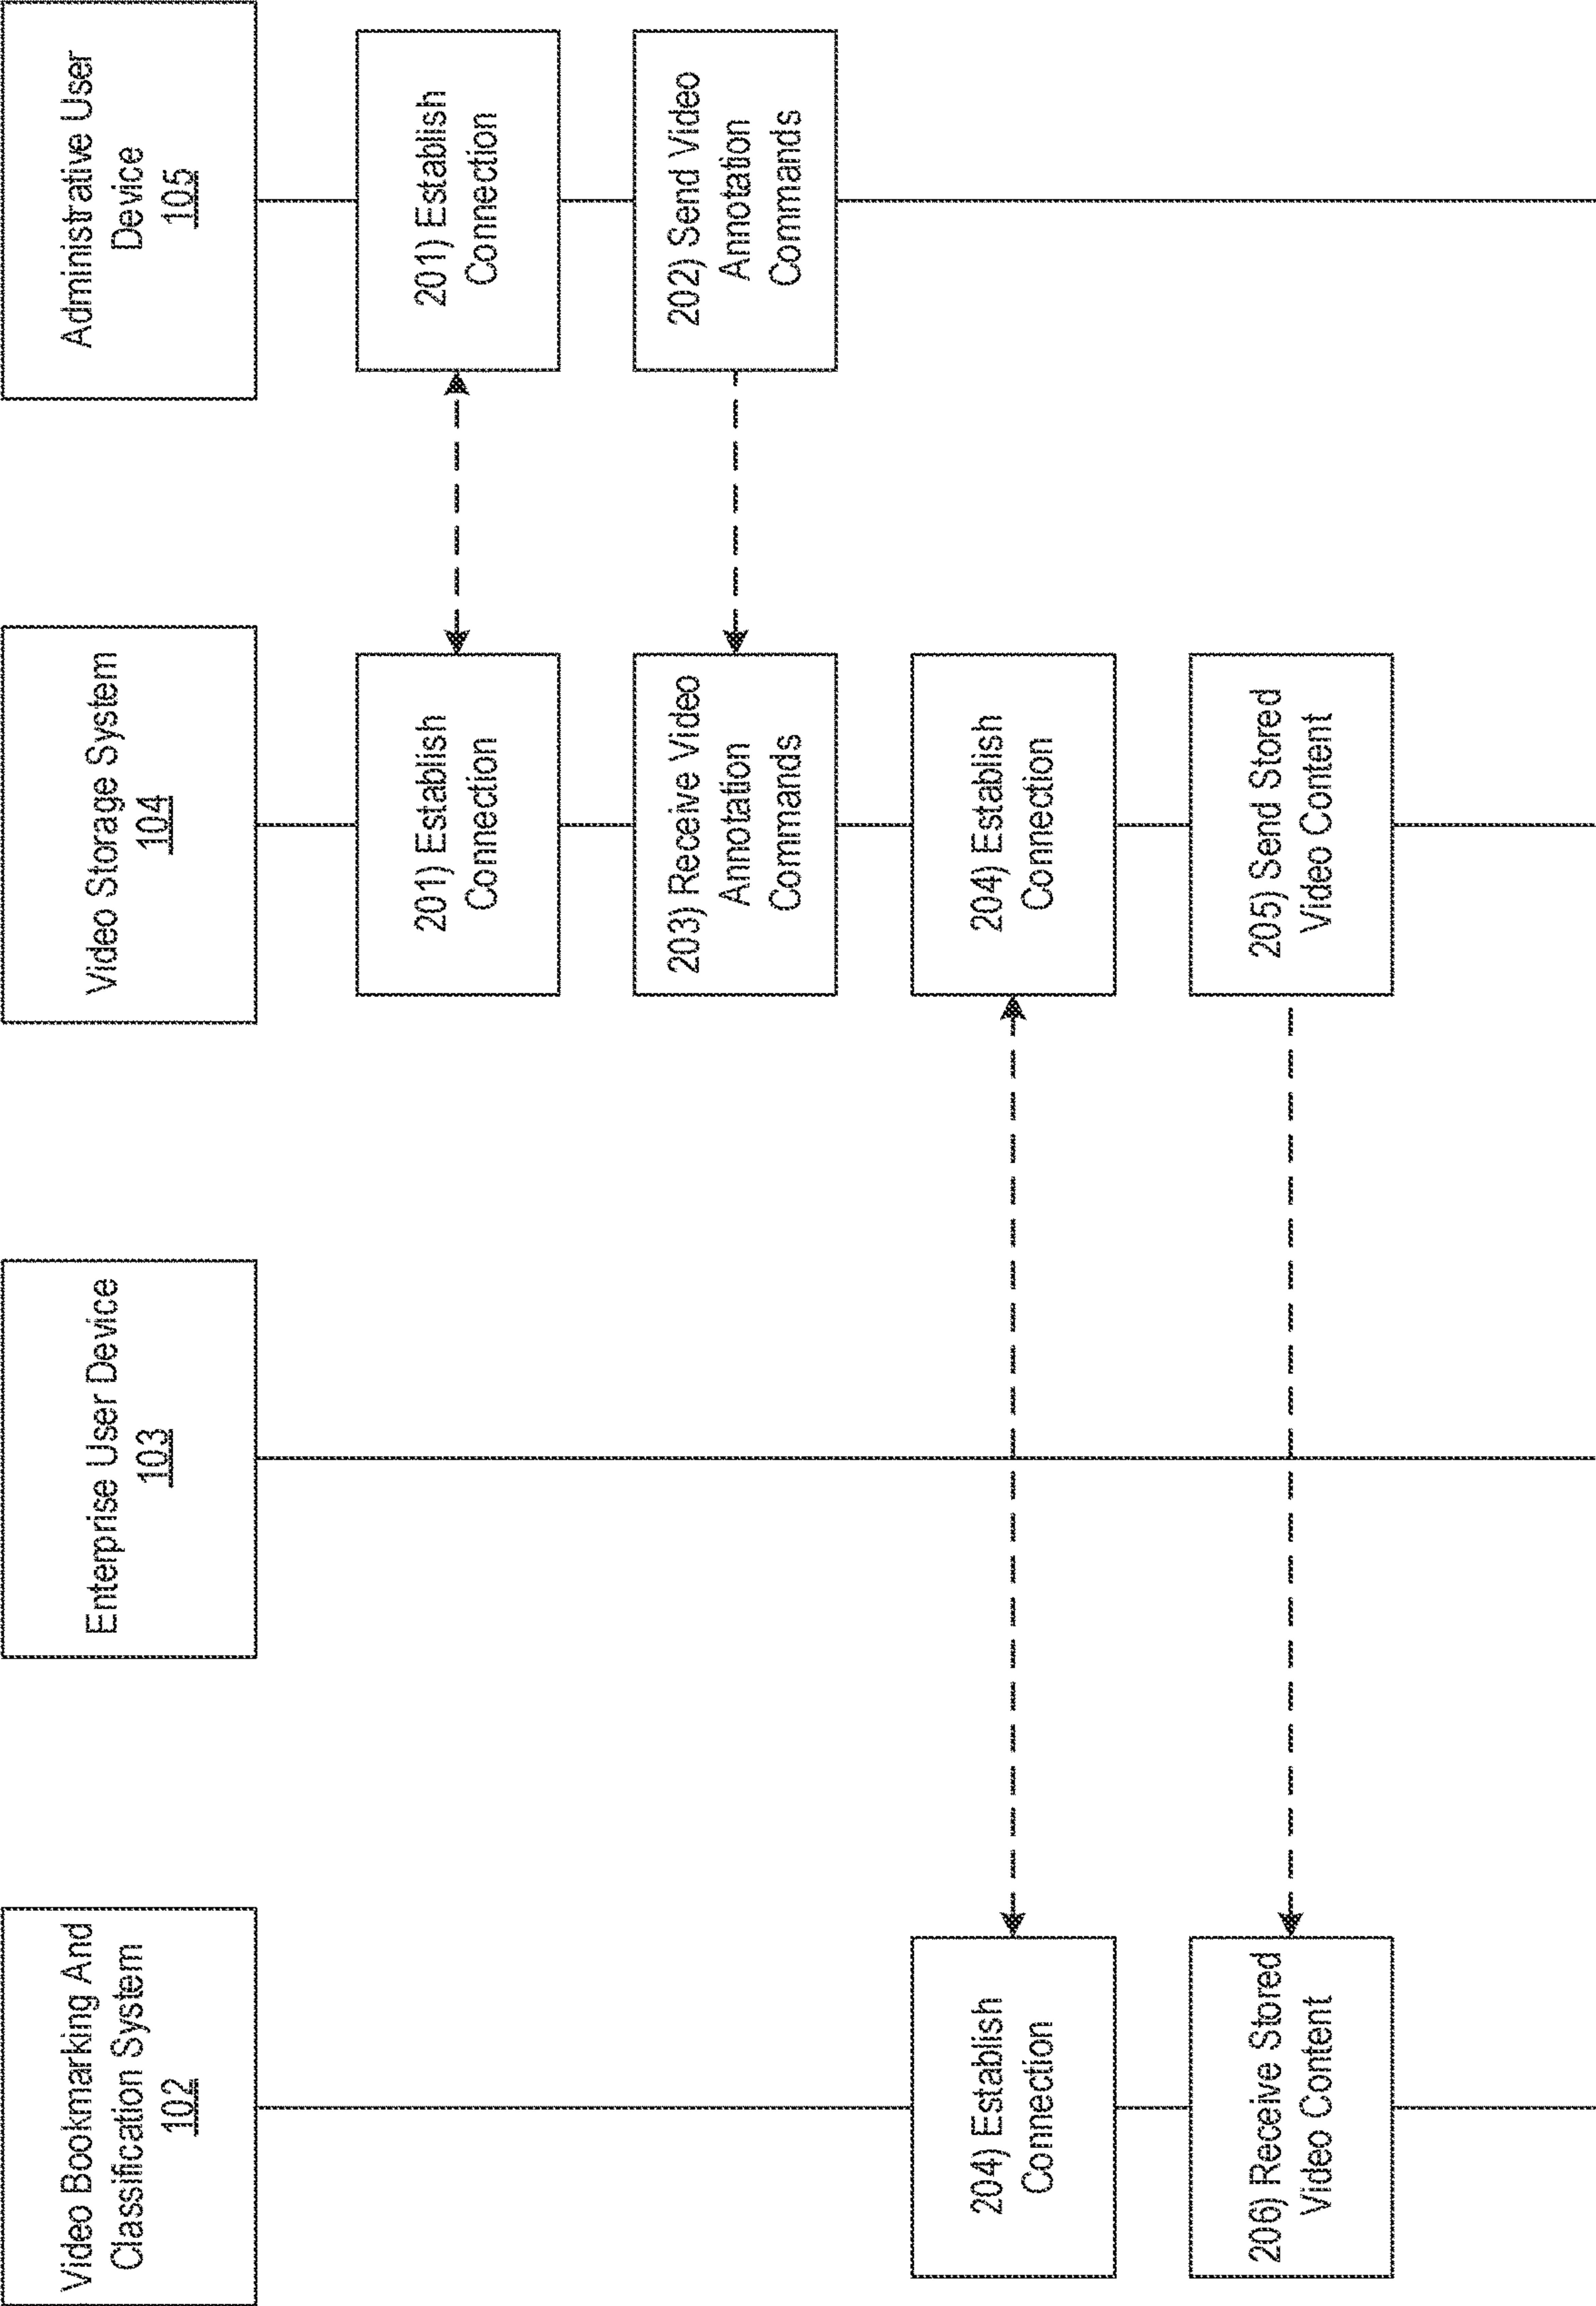 Video Bookmarking And
Classification System
102
Enterprise User Device
103
Video Storage System
104
Administrative User
Device
105
201) Establish
Connection
201) Establish
Connection
203) Receive Video
Annotation
Commands
202) Send Video
Annotation
Commands
204) Establish
Connection
204) Establish
Connection
206) Receive Stored
Video Content
205) Send Stored
Video Content